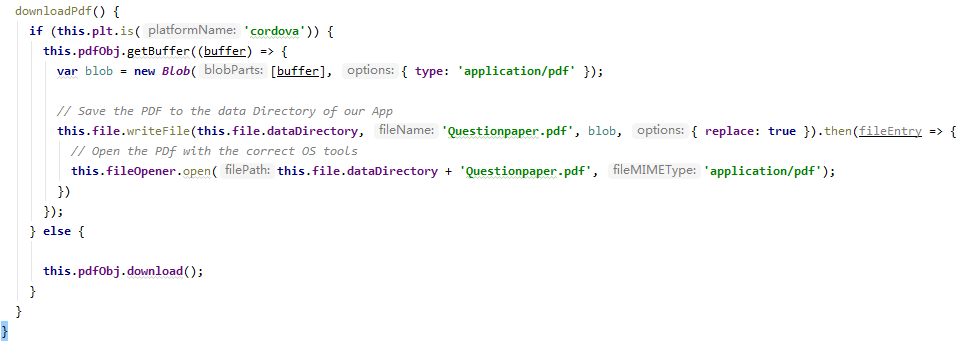 downloadPdf() {
if (this.plt.is( platformName: 'cordova')) {
this.pdfObj.getBuffer((buffer) => {
var blob = new Blob( blobParts: [buffer], options: { type: 'application/pdf' });
// Save the PDF to the data Directory of our App
this.file.writeFile(this.file.dataDirectory, fileName: 'Questionpaper.pdf', blob, options: { replace: true }).then(fileEntry => {
// Open the PDf with the correct OS tools
this.fileOpener.open( filePath: this.file.dataDirectory + 'Questionpaper.pdf', fileMIMEType: 'application/pdf');
})
});
} else {
this.pdfObj.download();
}
}
}